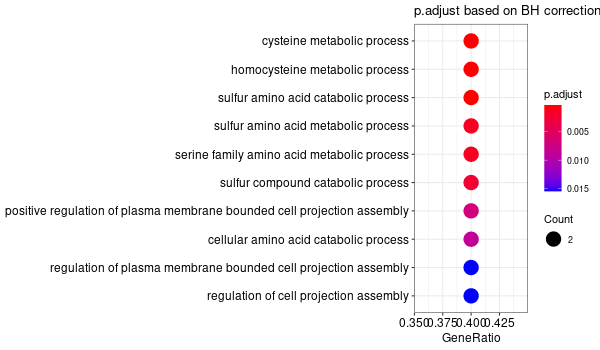 p.adjust based on BH correction
cysteine metabolic process
homocysteine metabolic process
sulfur amino acid catabolic process
sulfur amino acid metabolic process
serine family amino acid metabolic process
sulfur compound catabolic process
positive regulation of plasma membrane bounded cell projection assembly
cellular amino acid catabolic process
regulation of plasma membrane bounded cell projection assembly
regulation of cell projection assembly
0.350 0.375 0.400 0.425
GeneRatio
p.adjust
0.005
0.010
0.015
Count
2